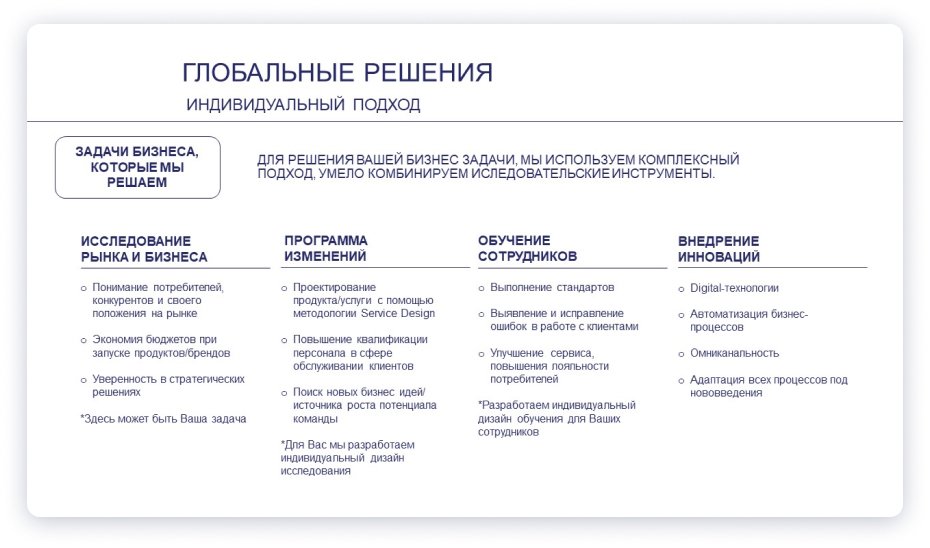 ГЛОБАЛЬНЫЕ РЕШЕНИЯ
ИНДИВИДУАЛЬНЫЙ ПОДХОД
ЗАДАЧИ БИЗНЕСА,
КОТОРЫЕ МЫ
РЕШАЕМ
ДЛЯ РЕШЕНИЯ ВАШЕЙ БИЗНЕС ЗАДАЧИ, МЫ ИСПОЛЬЗУЕМ КОМПЛЕКСНЫЙ
ПОДХОД, УМЕЛО КОМБИНИРУЕМ ИСЛЕДОВАТЕЛЬСКИЕ ИНСТРУМЕНТЫ.
ИССЛЕДОВАНИЕ
РЫНКА И БИЗНЕСА
○ Понимание потребителей,
конкурентов и своего
положения на рынке
○ Экономия бюджетов при
запуске продуктов/брендов
○ Уверенность в стратегических
решениях
*Здесь может быть Ваша задача
ПРОГРАММА
ИЗМЕНЕНИЙ
○ Проектирование
продукта/услуги с помощью
методологии Service Design
○ Повышение квалификации
персонала в сфере
обслуживании клиентов
○ Поиск новых бизнес идей/
источника роста потенциала
команды
*Для Вас мы разработаем
индивидуальный дизайн
исследования
ОБУЧЕНИЕ
СОТРУДНИКОВ
○ Выполнение стандартов
○ Выявление и исправление
ошибок в работе с клиентами
○ Улучшение сервиса,
повышения лояльности
потребителей
*Разработаем индивидуальный
дизайн обучения для Ваших
сотрудников
ВНЕДРЕНИЕ
ИННОВАЦИЙ
○ Digital-технологии
○ Автоматизация бизнес-
процессов
○ Омниканальность
○ Адаптация всех процессов под
нововведения